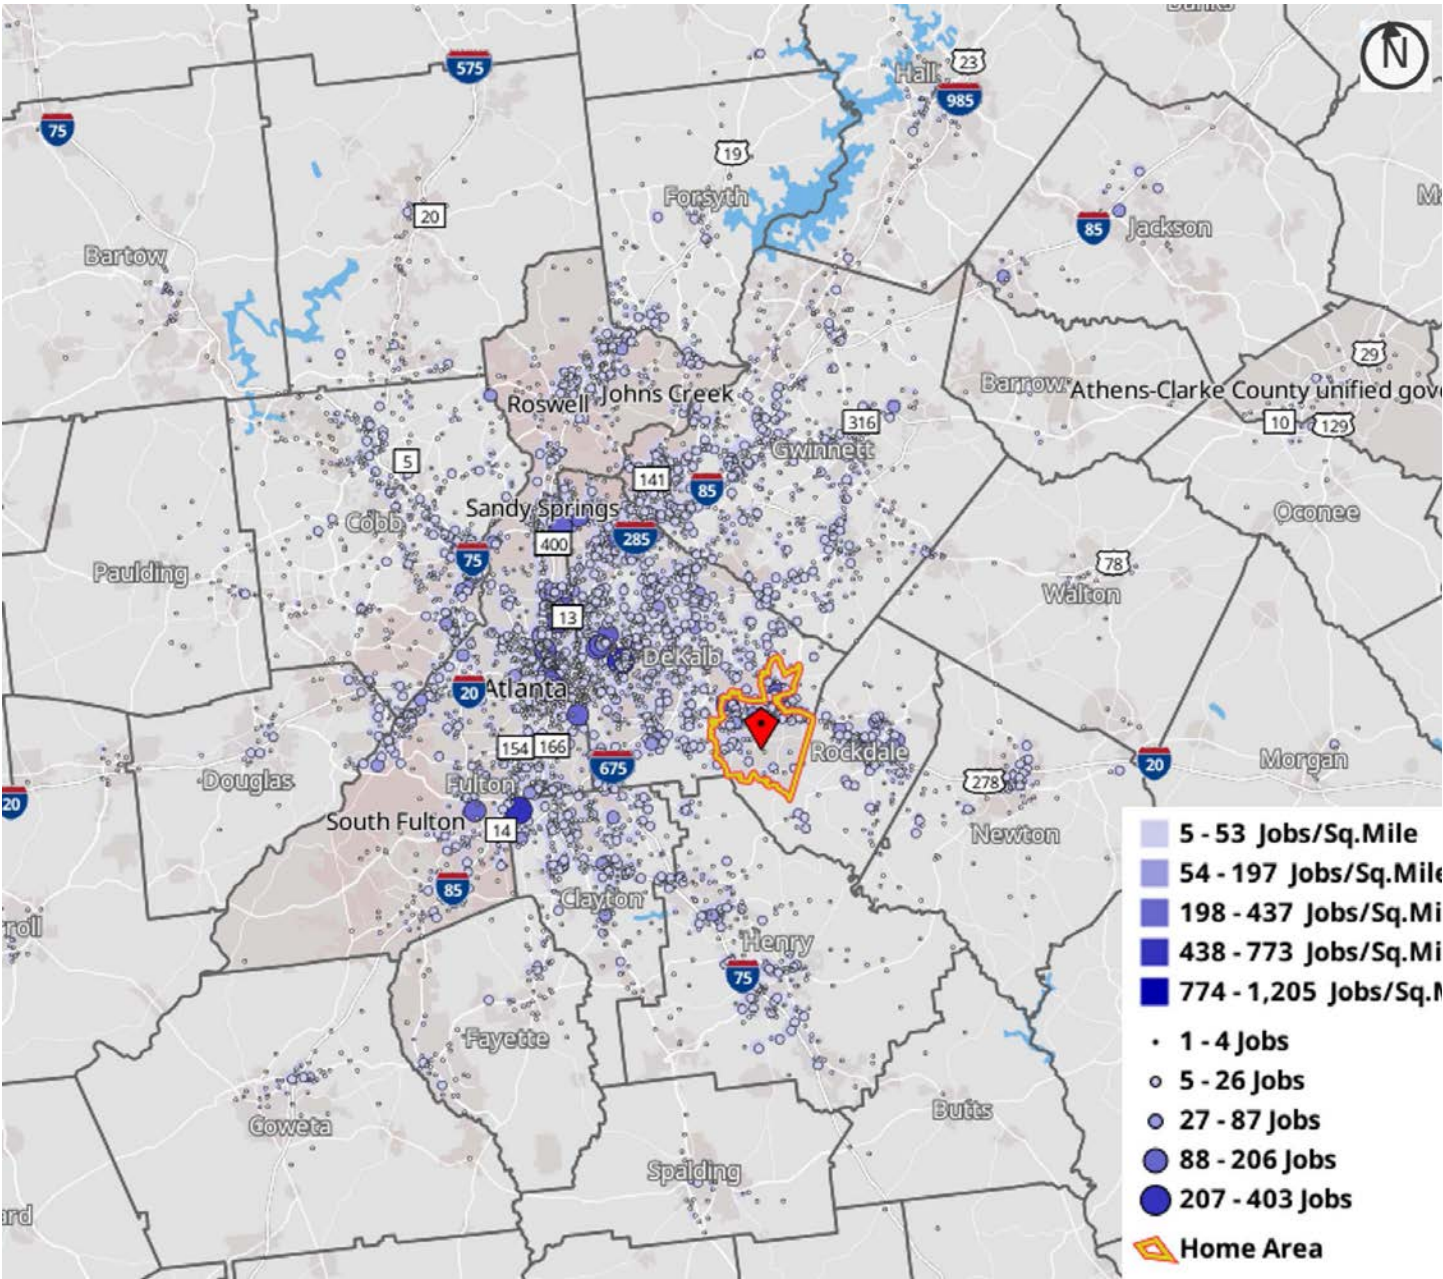 Banks
N
575
Hall
23
985
75
19
Forsyth
20
85
Jackson
Bartow
29
Barrow
Athens-Clarke County unified gov
Roswell
Johns Creek
316
10
129
Gwinnett
5
141
85
Sandy Springs
Cobb
Oconee
400
285
75
78
Paulding
Walton
13
DeKalb
20
Atlanta
154
166
Rockdale
675
20
Morgan
Douglas
Fulton
278
20
South Fulton
14
Newton
85
Clayton
Henry
75
Fayette
Coweta
Butts
Spalding
5 - 53 Jobs/Sq.Mile
54 - 197 Jobs/Sq.Mile
198 - 437 Jobs/Sq.Mi
438 - 773 Jobs/Sq.Mi
774 - 1,205 Jobs/Sq.M
1 - 4 Jobs
5 - 26 Jobs
27 - 87 Jobs
88 - 206 Jobs
207 - 403 Jobs
Home Area